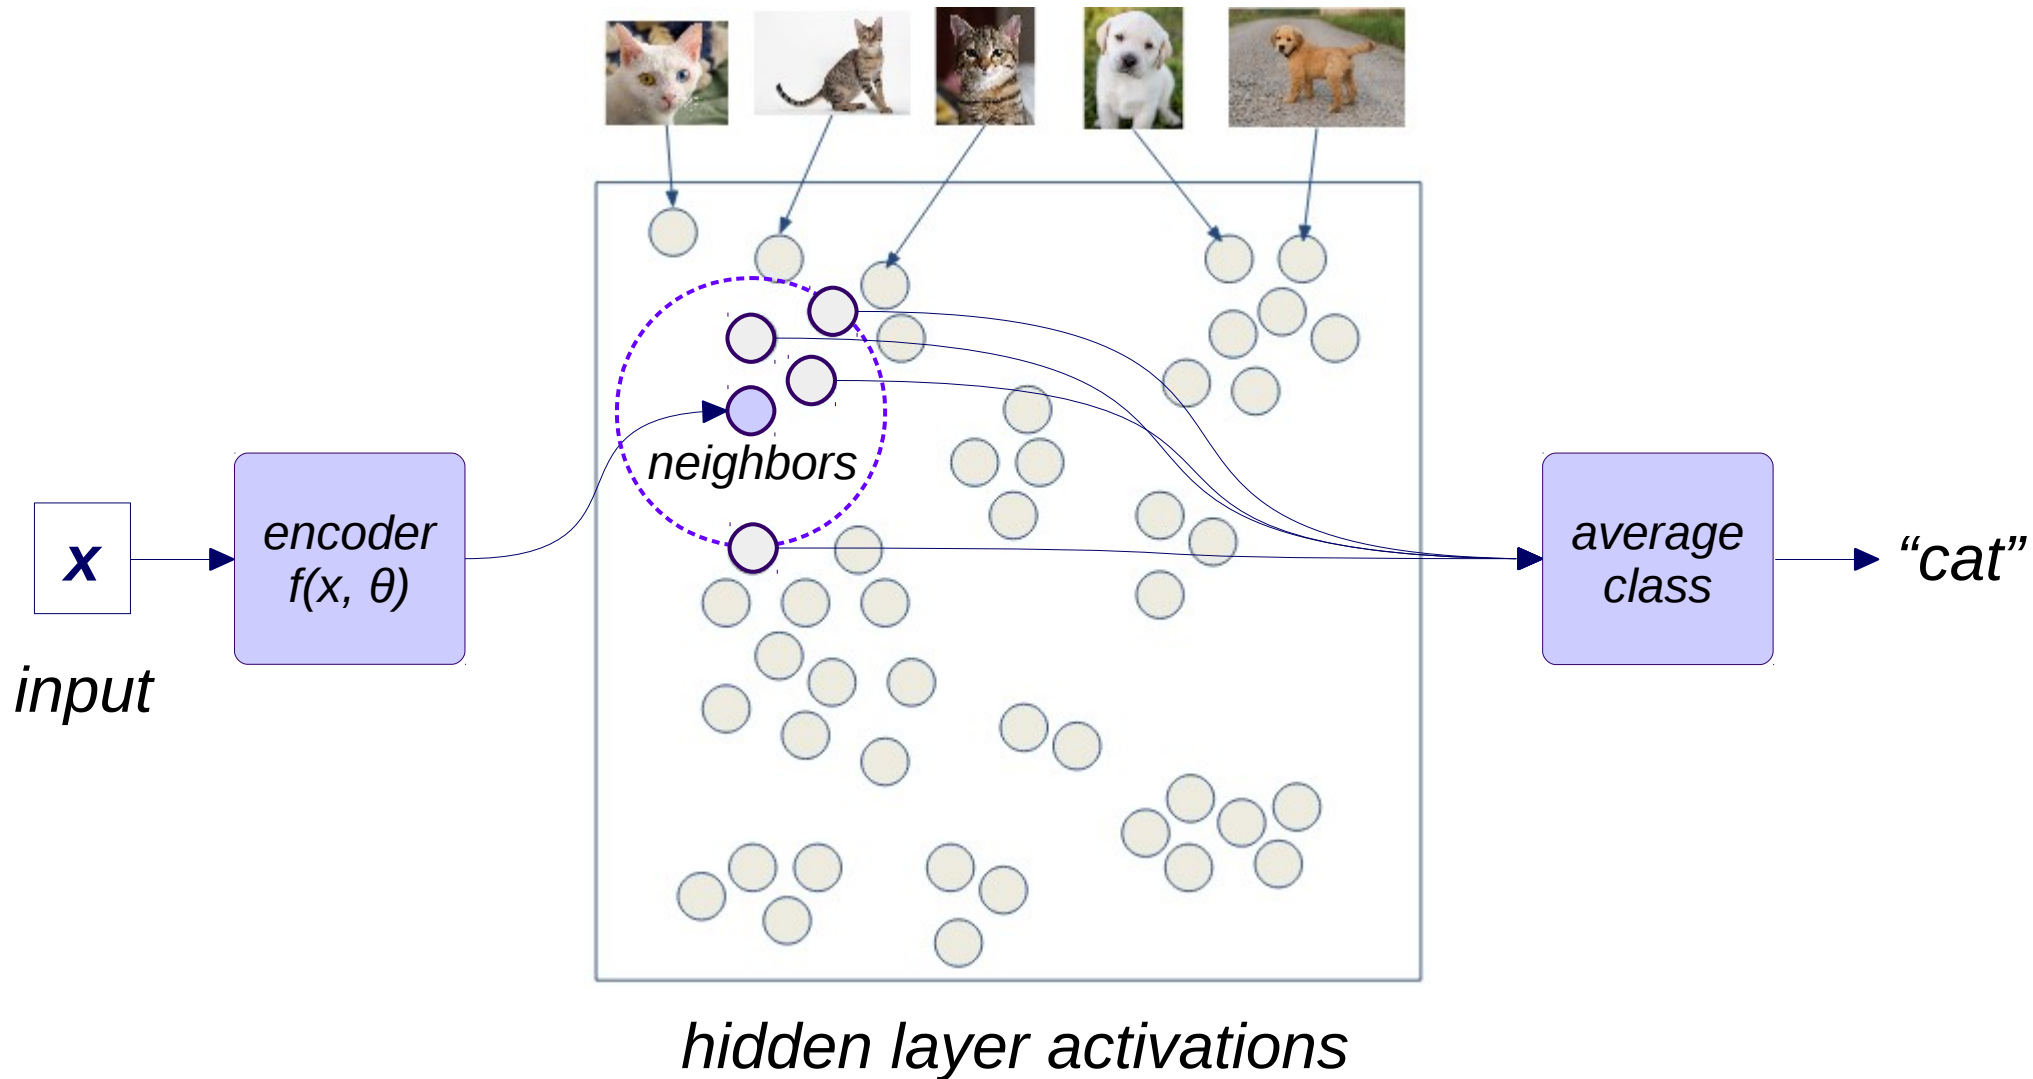 x
input
encoder
f(x, θ)
neighbors
hidden layer activations
average
class
“cat”